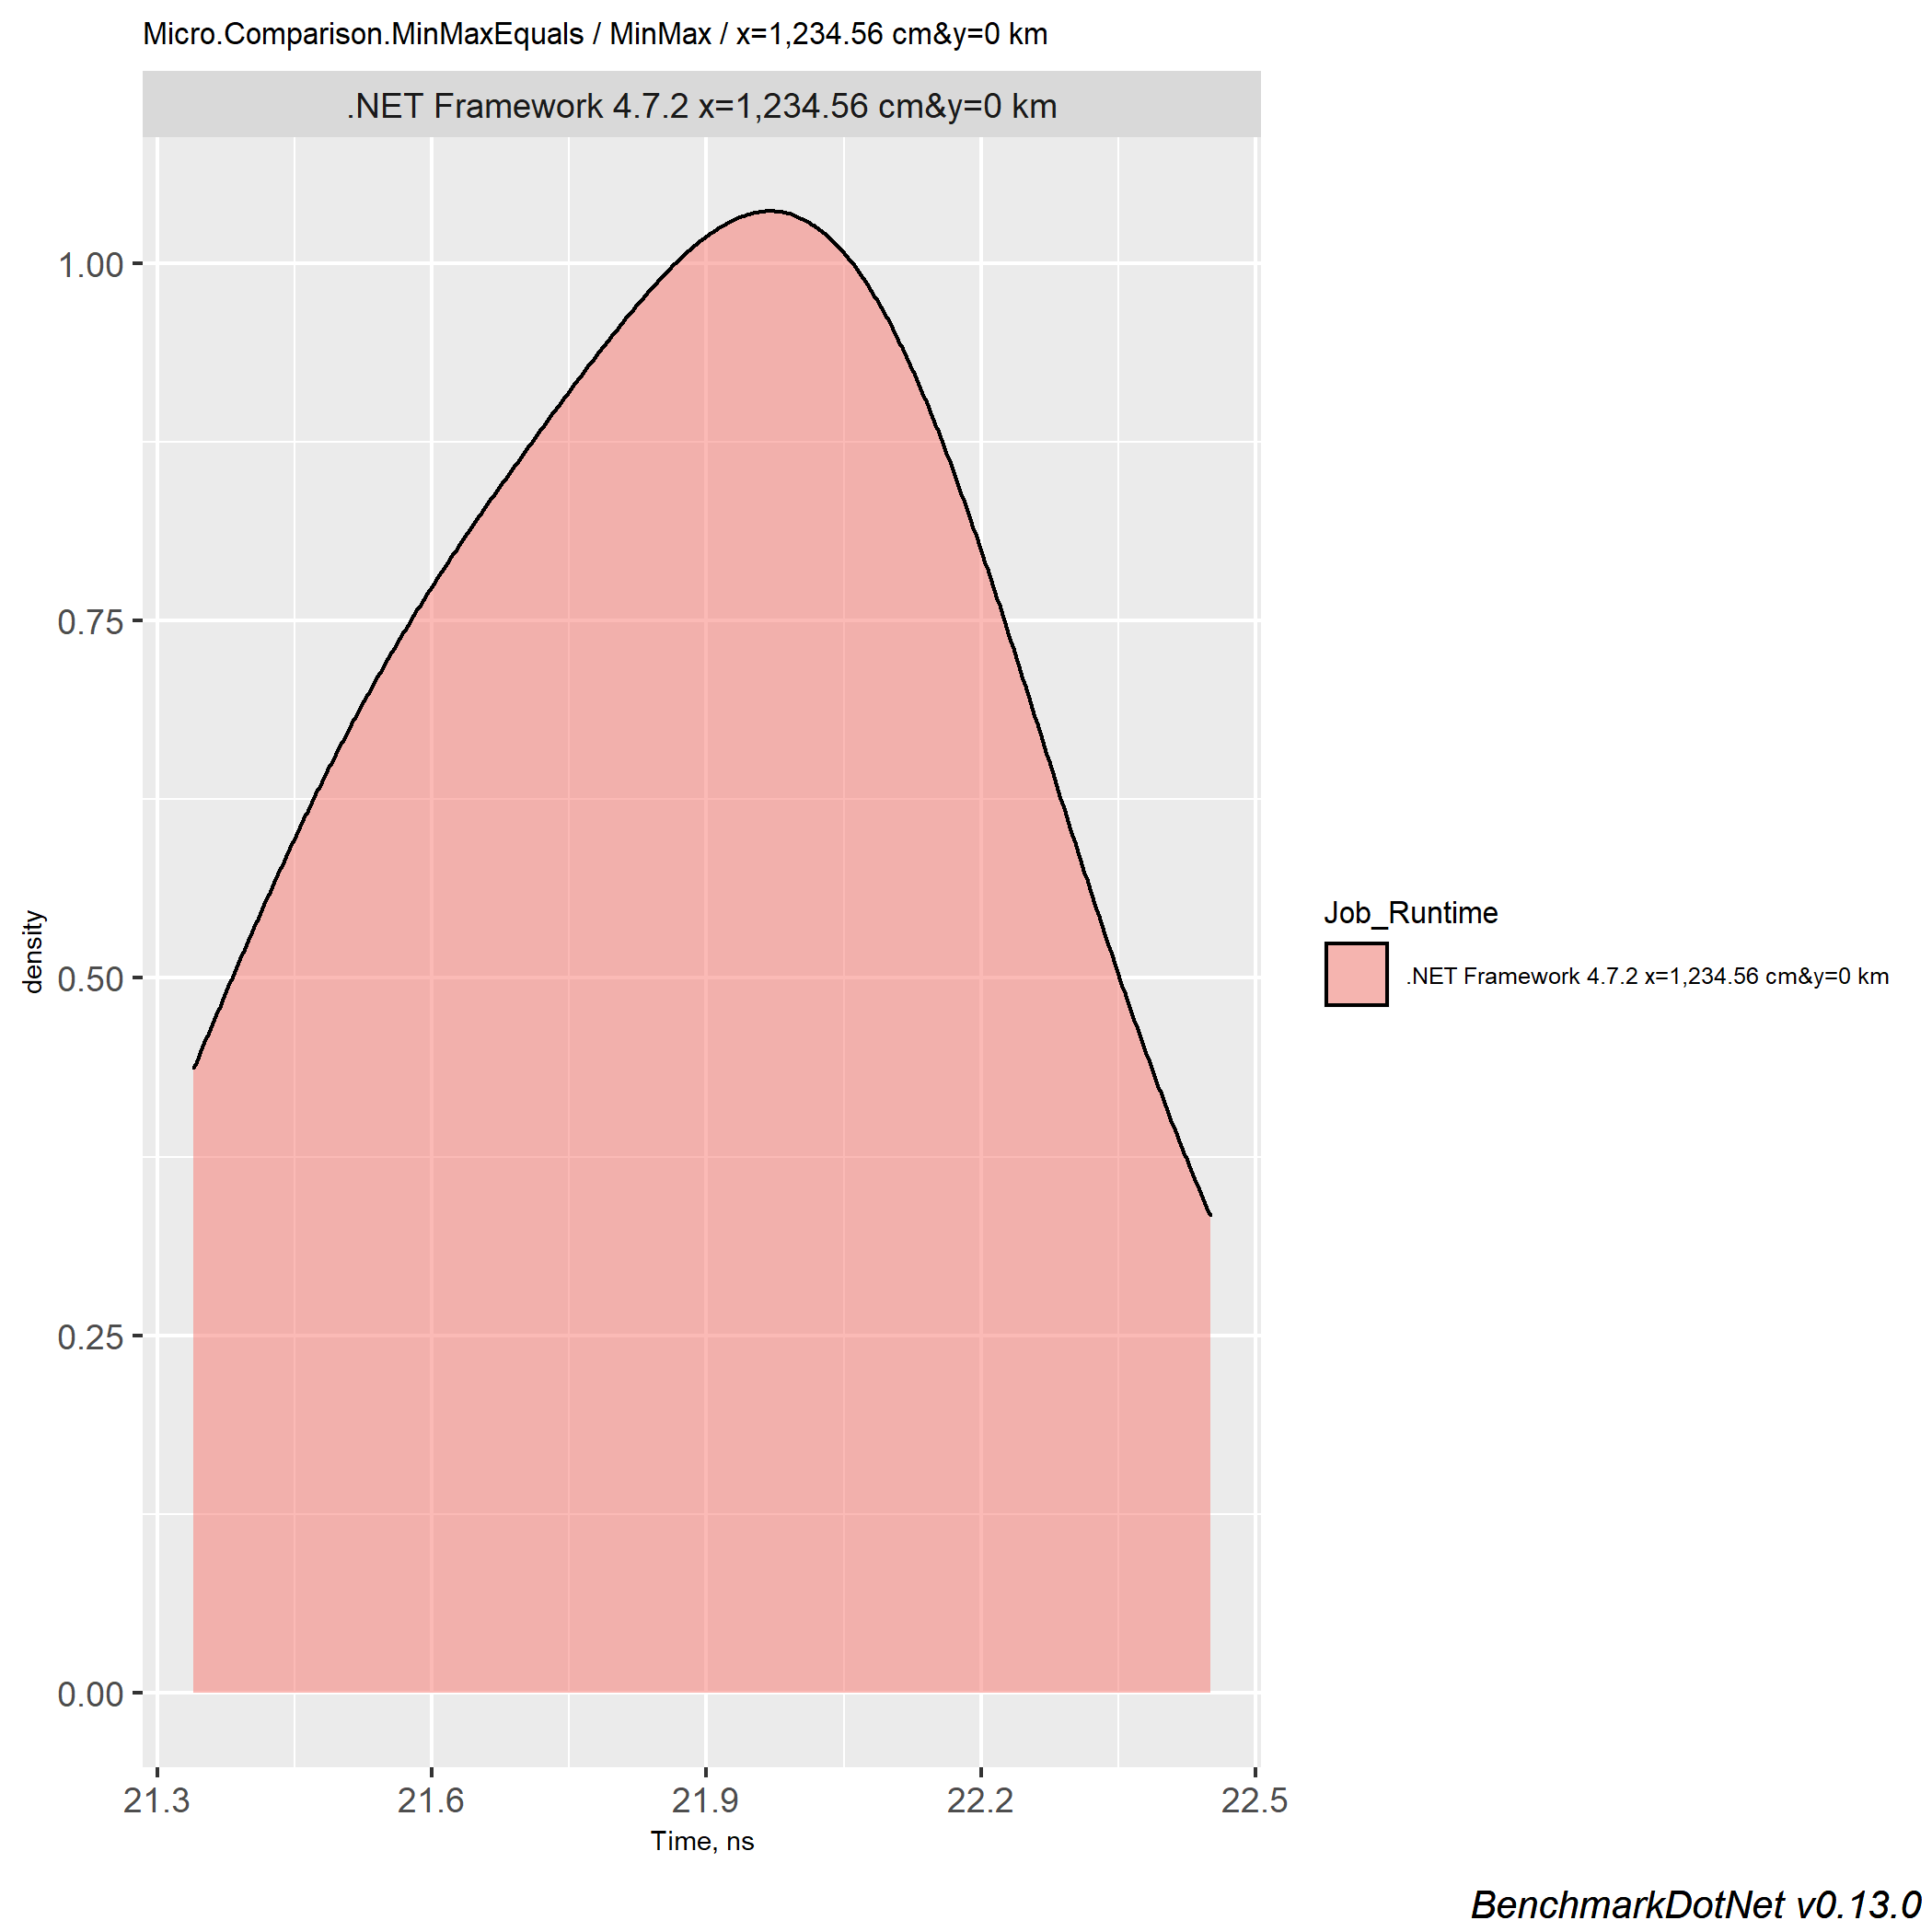 Micro.Comparison.MinMaxEquals / MinMax / x=1,234.56 cm&y=0 km
.NET Framework 4.7.2 x=1,234.56 cm&y=0 km
1.00
0.75
0.50
0.25
0.00
density
21.3 21.6 21.9 22.2 22.5
Time, ns
Job_Runtime
.NET Framework 4.7.2 x=1,234.56 cm&y=0 km
BenchmarkDotNet v0.13.0